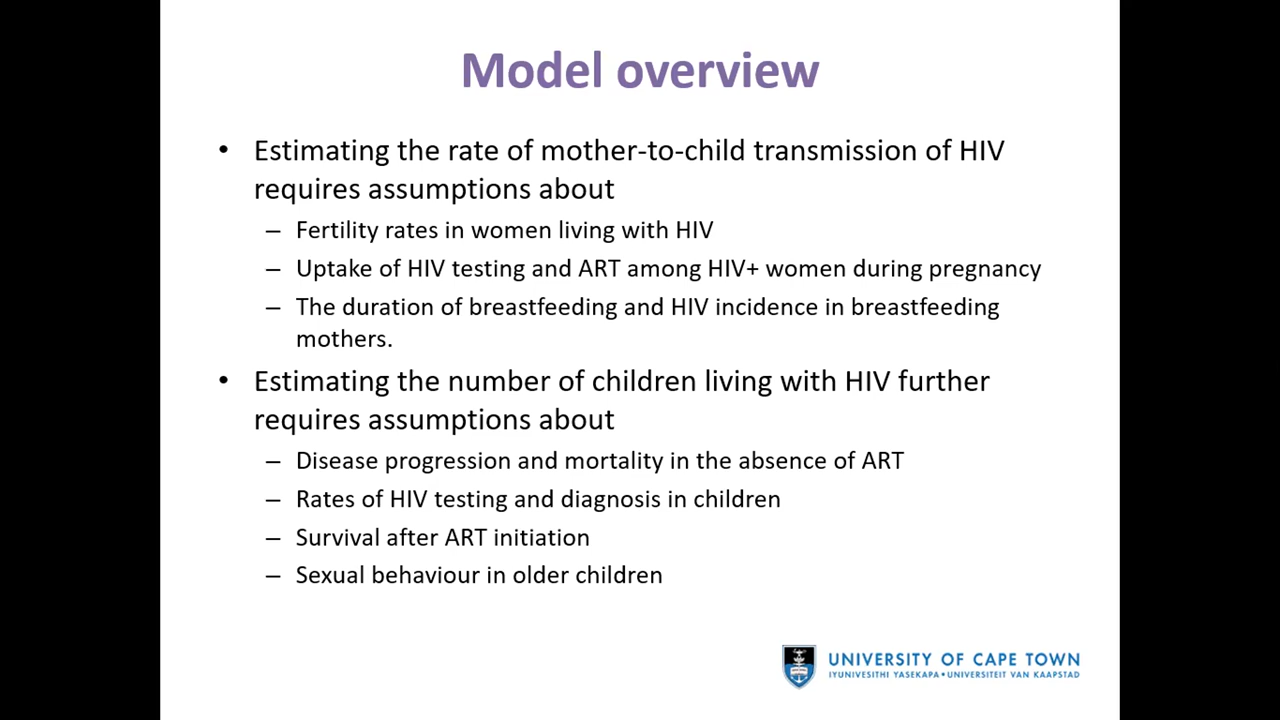 Model overview
• Estimating the rate of mother-to-child transmission of HIV
requires assumptions about
– Fertility rates in women living with HIV
– Uptake of HIV testing and ART among HIV+ women during pregnancy
– The duration of breastfeeding and HIV incidence in breastfeeding
mothers.
• Estimating the number of children living with HIV further
requires assumptions about
– Disease progression and mortality in the absence of ART
– Rates of HIV testing and diagnosis in children
– Survival after ART initiation
– Sexual behaviour in older children
UNIVERSITY OF CAPE TOWN
IYUNIVESITHI YASEKAPA • UNIVERSITEIT VAN KAAPSTAD